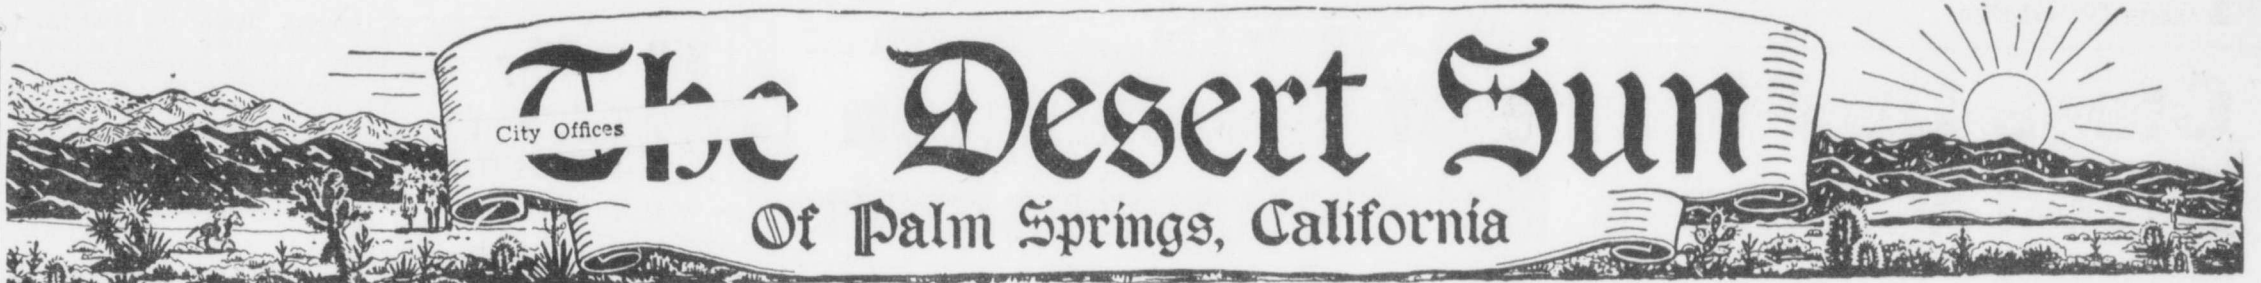 The Desert Sun
City Offices
Of Palm Springs, California